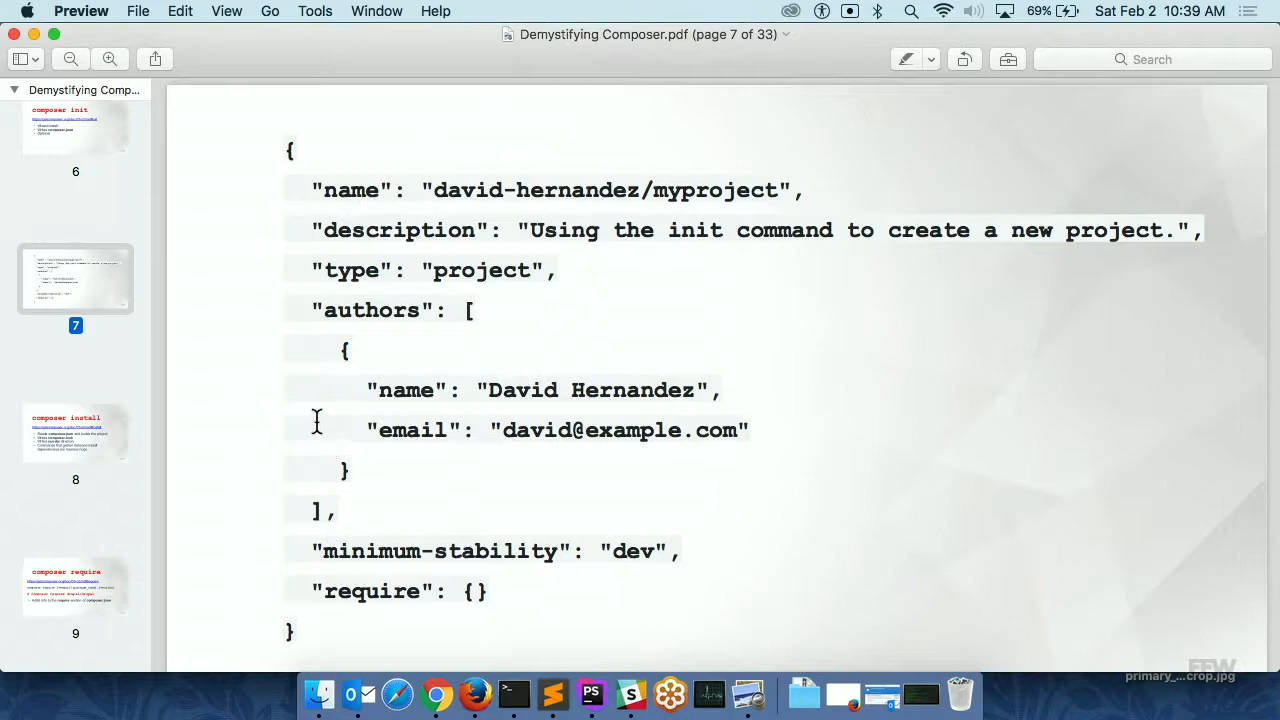 Preview File Edit View Go Tools Window Help 69% Sat Feb 2 10:39 AM
Demystifying Composer.pdf (page 7 of 33)
Search
Demystifying Compo...
composer init
6
7
composer install
8
composer require
9
{
"name": "david-hernandez/myproject",
"description": "Using the init command to create a new project.",
"type": "project",
"authors": [
{
"name": "David Hernandez",
"email": "david@example.com"
}
],
"minimum-stability": "dev",
"require": {}
}
FFW
primary_...crop.jpg